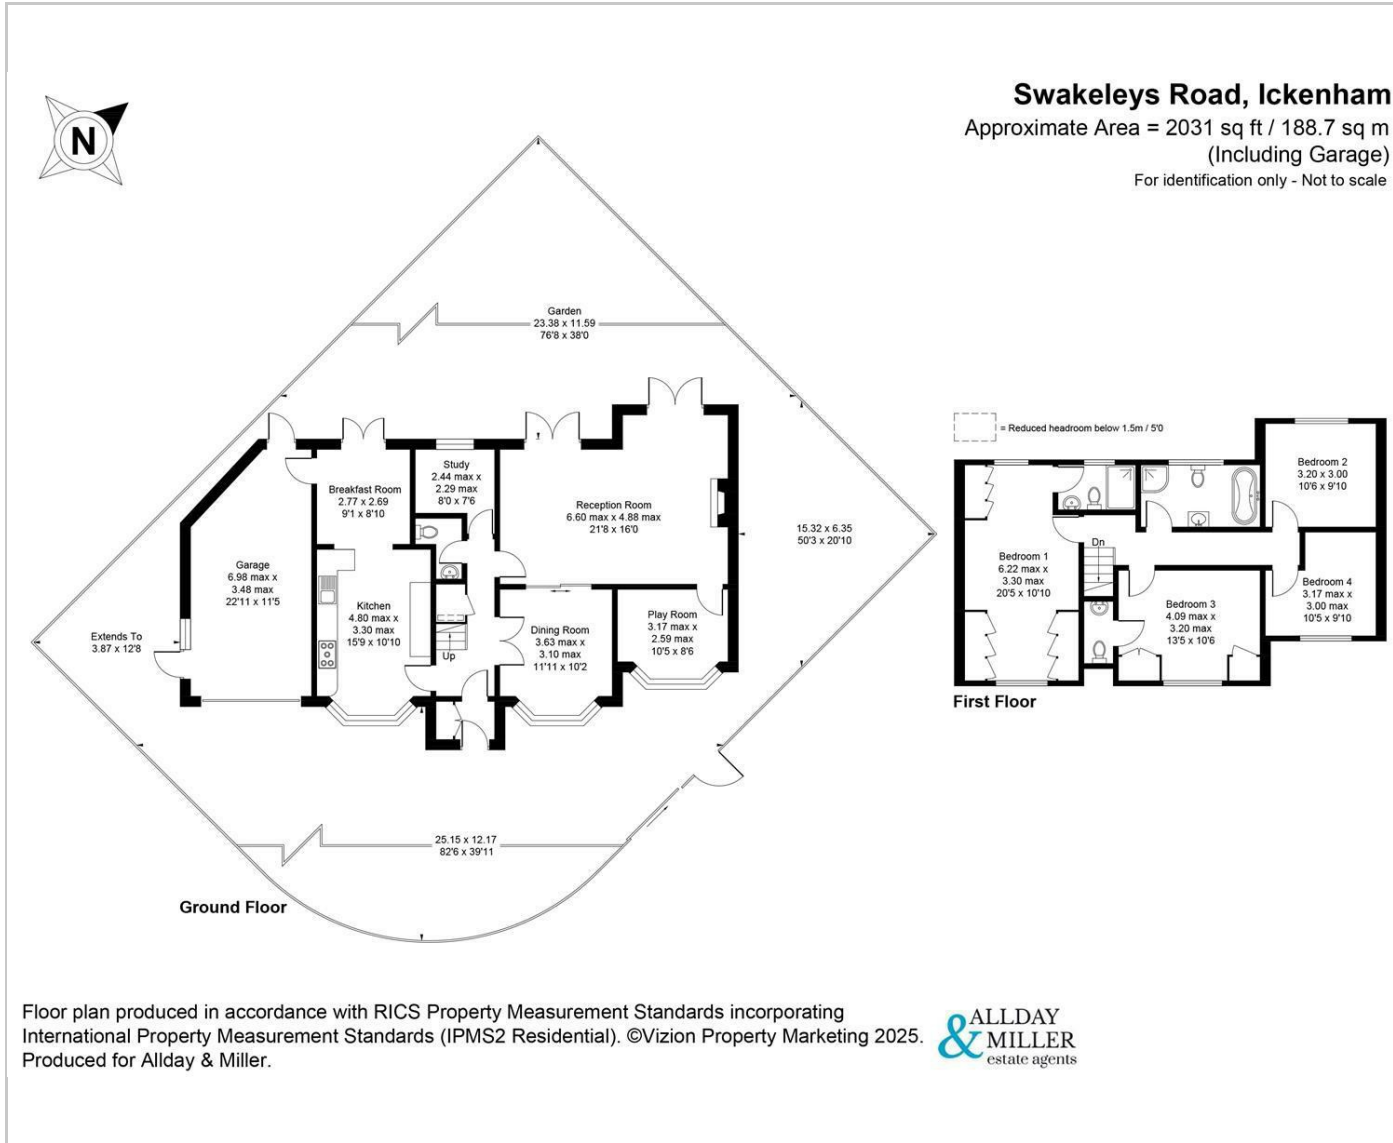 N
Swakeleys Road, Ickenham
Approximate Area = 2031 sq ft / 188.7 sq m
(Including Garage)
For identification only - Not to scale
Garden
23.38 x 11.59
76'8 x 38'0
Study
2.44 max x
2.29 max
8'0 x 7'6
Breakfast Room
2.77 x 2.69
9'1 x 8'10
Reception Room
6.60 max x 4.88 max
21'8 x 16'0
15.32 x 6.35
50'3 x 20'10
Garage
6.98 max x
3.48 max
22'11 x 11'5
Kitchen
4.80 max x
3.30 max
15'9 x 10'10
Extends To
3.87 x 12'8
Up
Dining Room
3.63 max x
3.10 max
11'11 x 10'2
Play Room
3.17 max x
2.59 max
10'5 x 8'6
25.15 x 12.17
82'6 x 39'11
Ground Floor
= Reduced headroom below 1.5m / 5'0
Bedroom 2
3.20 x 3.00
10'6 x 9'10
Dn
Bedroom 1
6.22 max x
3.30 max
20'5 x 10'10
Bedroom 4
3.17 max x
3.00 max
10'5 x 9'10
Bedroom 3
4.09 max x
3.20 max
13'5 x 10'6
First Floor
Floor plan produced in accordance with RICS Property Measurement Standards incorporating
International Property Measurement Standards (IPMS2 Residential). ©Vizion Property Marketing 2025.
Produced for Allday & Miller.
ALLDAY
& MILLER
estate agents